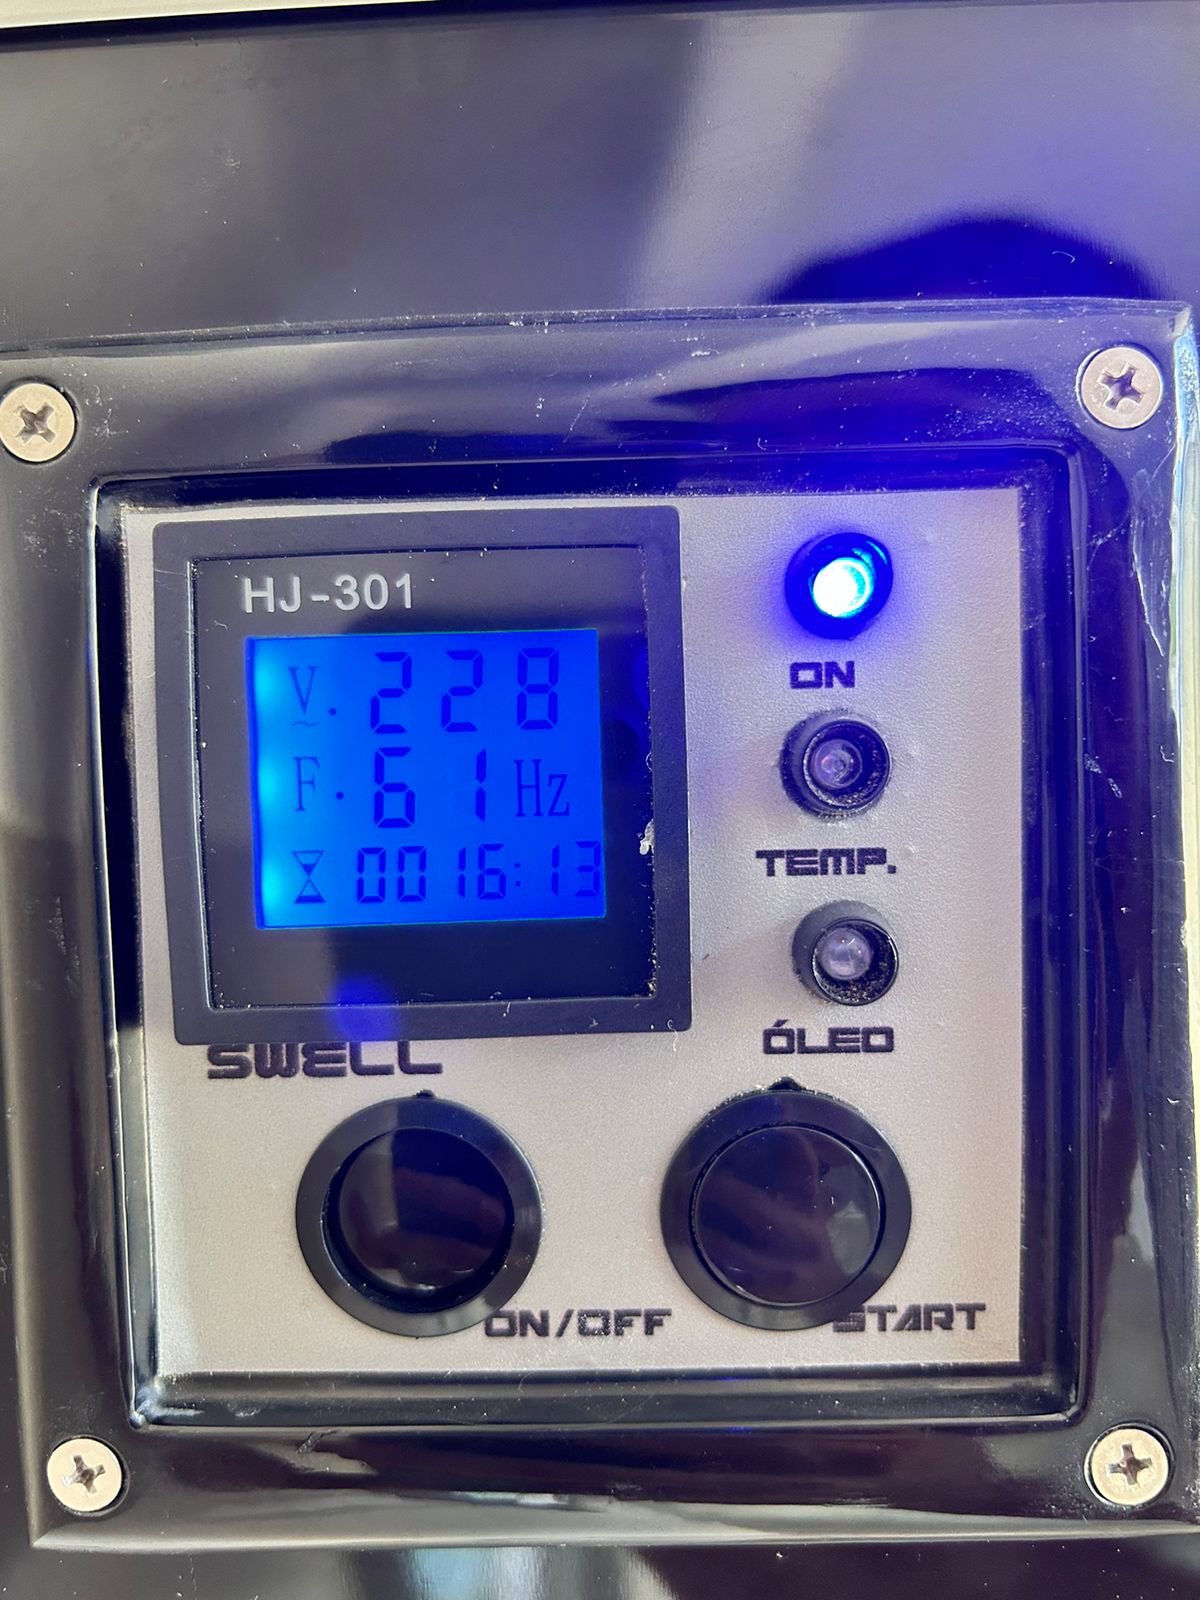 HJ-301
V. 228
F. 61 Hz
0016:13
ON
TEMP.
ÓLEO
SWELL
ON/OFF
START